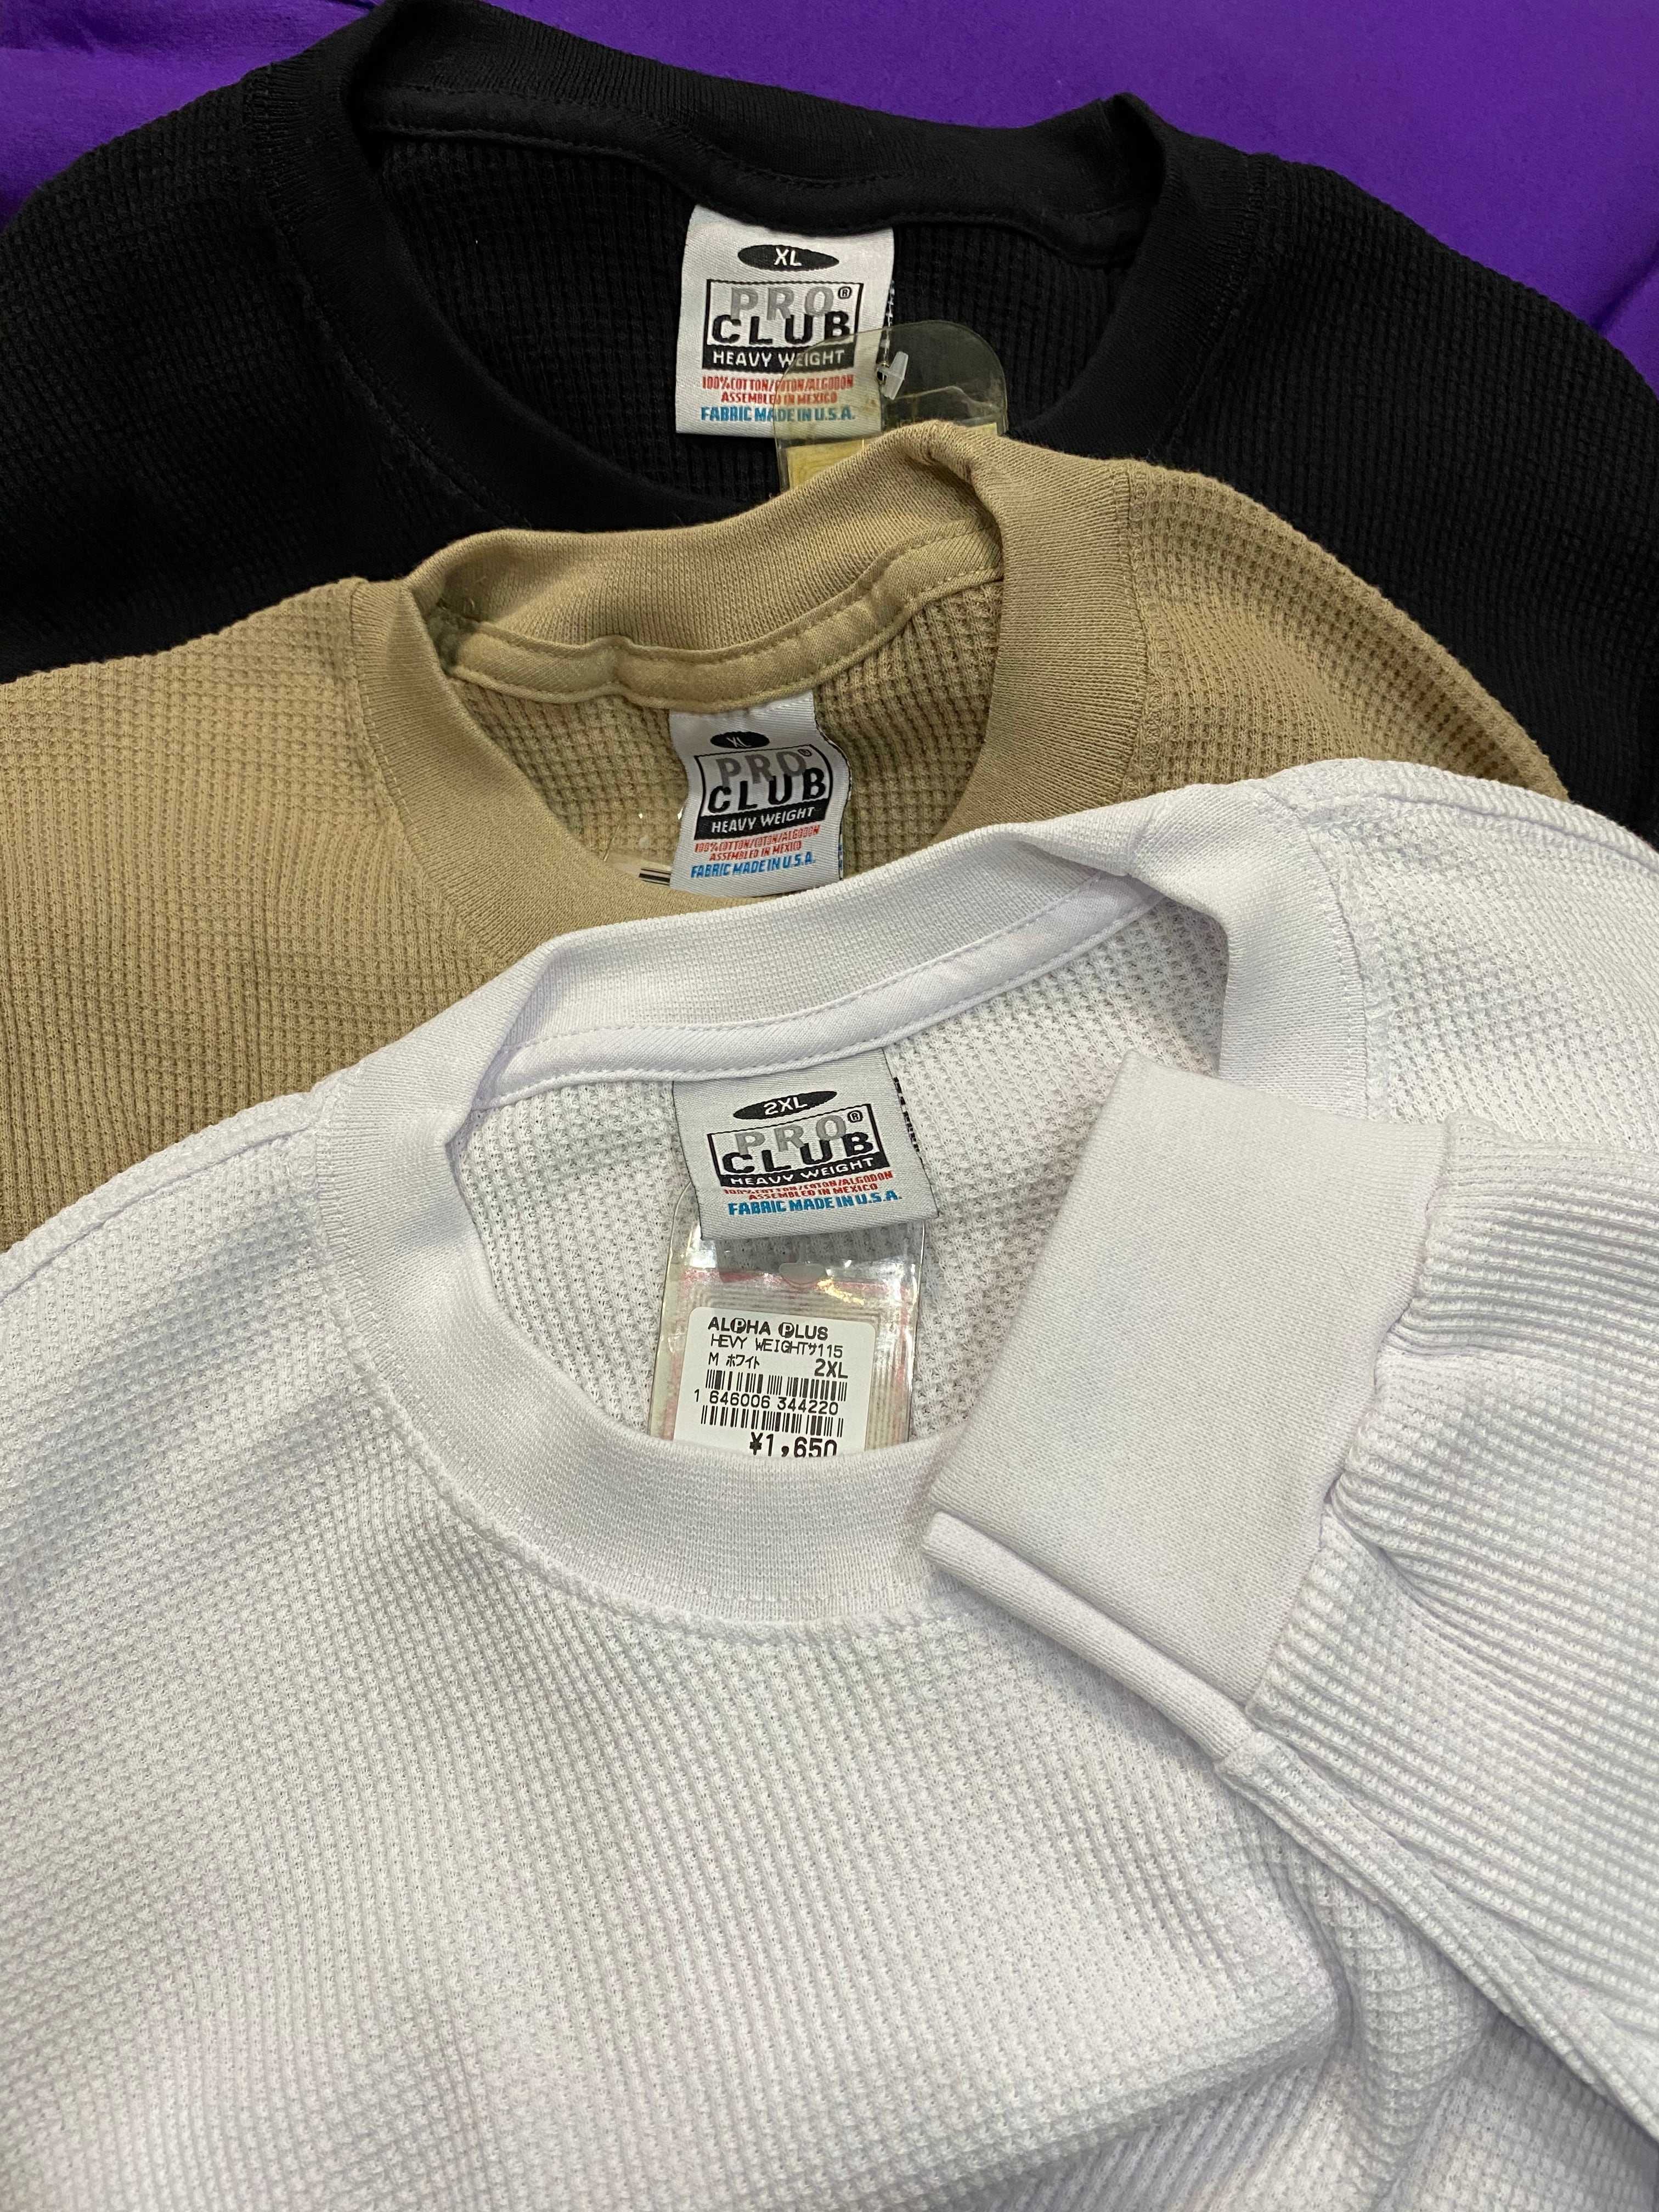 XL
PRO®
CLUB
HEAVY WEIGHT
100%COTTON/COTON/ALGODON
ASSEMBLED IN MEXICO
FABRIC MADE IN U.S.A.
XL
PRO®
CLUB
HEAVY WEIGHT
100%COTTON/COTON/ALGODON
ASSEMBLED IN MEXICO
FABRIC MADE IN U.S.A.
2XL
PRO®
CLUB
HEAVY WEIGHT
100%COTTON/COTON/ALGODON
ASSEMBLED IN MEXICO
FABRIC MADE IN U.S.A.
ALPHA PLUS
HEVY WEIGHTサ115
M ホワイト 2XL
1 646006 344220
¥1,650